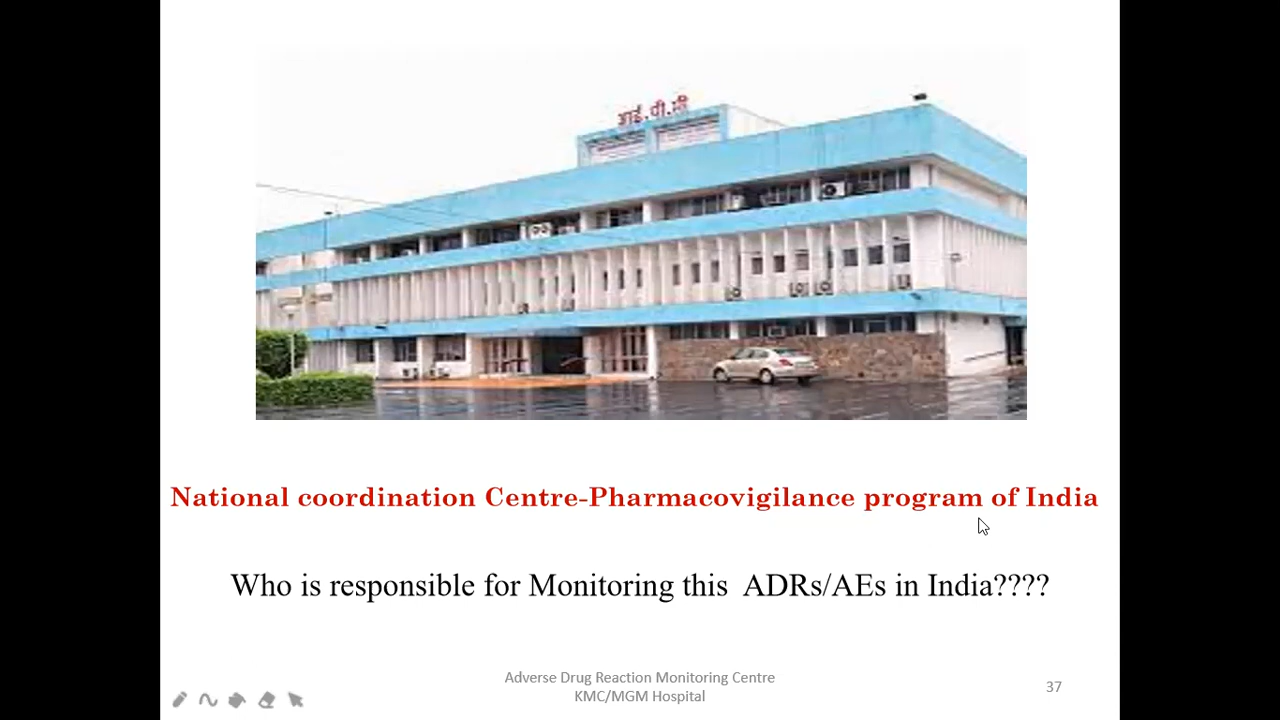 आई.पी.सी
National coordination Centre-Pharmacovigilance program of India
Who is responsible for Monitoring this ADRs/AEs in India????
Adverse Drug Reaction Monitoring Centre
KMC/MGM Hospital
37